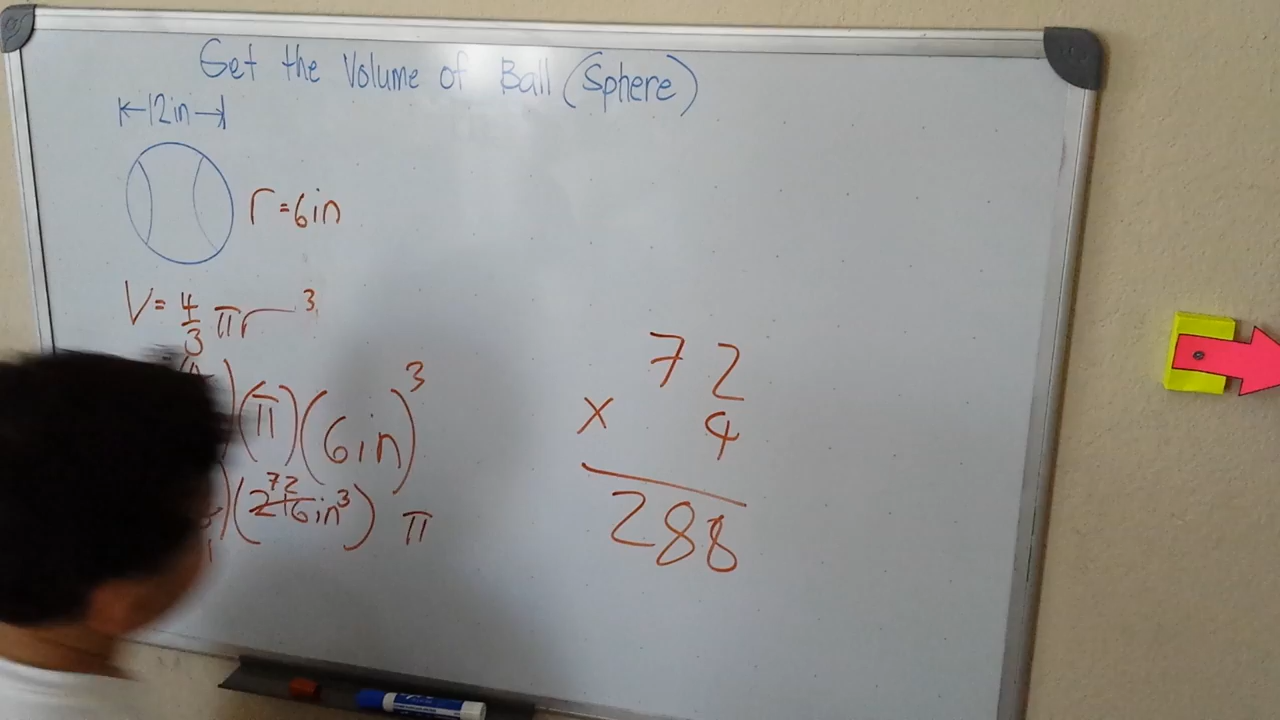 Get the Volume of Ball (Sphere)
12in
r=6in
V= 4/3 πr³
)(π)(6in)³
)(216in³) π
72
72
x 4
288